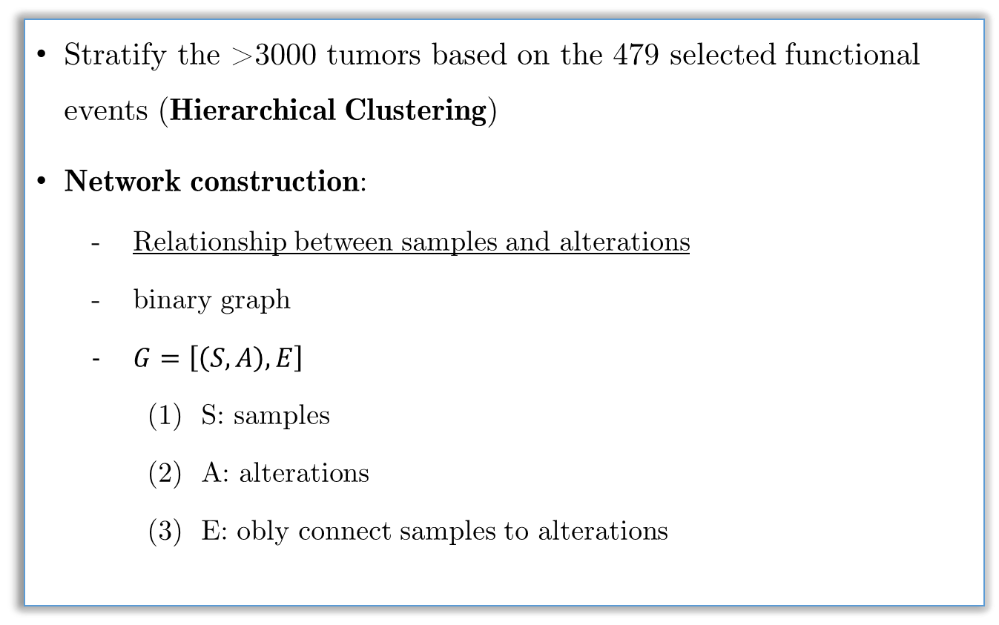 • Stratify the >3000 tumors based on the 479 selected functional
events (Hierarchical Clustering)
• Network construction:
- Relationship between samples and alterations
- binary graph
- G = [(S, A), E]
(1) S: samples
(2) A: alterations
(3) E: obly connect samples to alterations